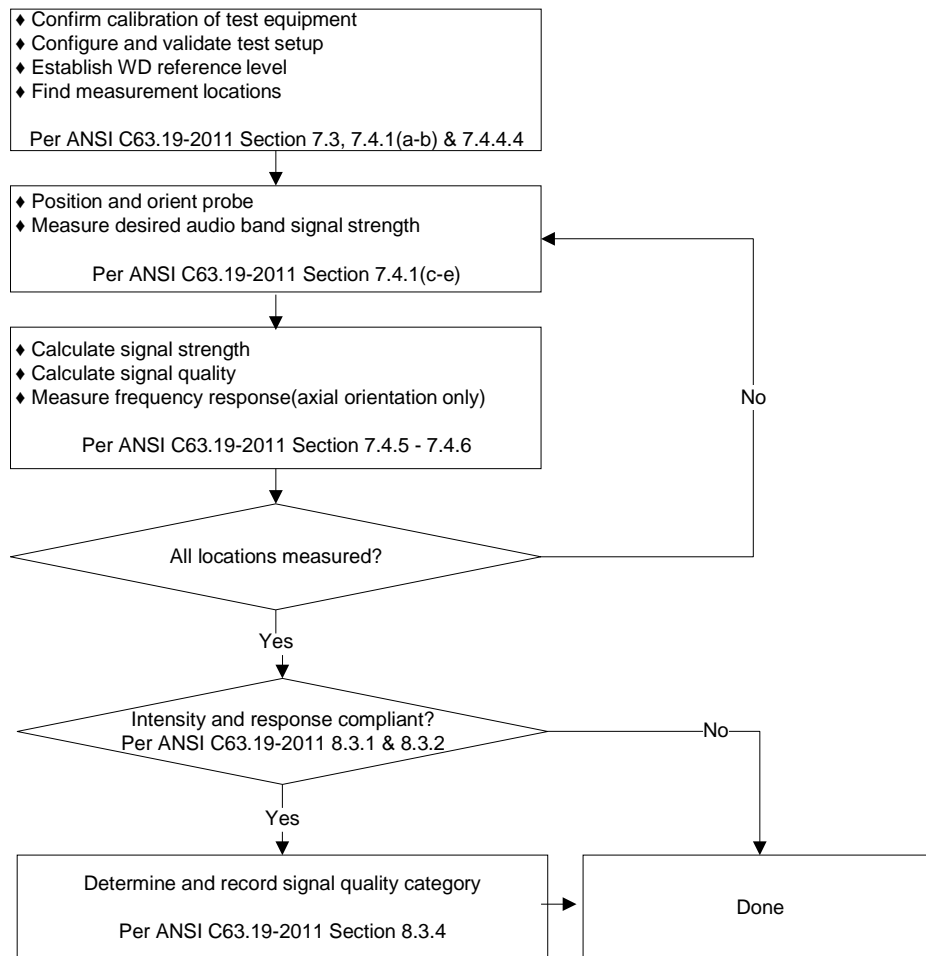 ♦ Confirm calibration of test equipment
♦ Configure and validate test setup
♦ Establish WD reference level
♦ Find measurement locations
Per ANSI C63.19-2011 Section 7.3, 7.4.1(a-b) & 7.4.4.4
♦ Position and orient probe
♦ Measure desired audio band signal strength
Per ANSI C63.19-2011 Section 7.4.1(c-e)
♦ Calculate signal strength
♦ Calculate signal quality
♦ Measure frequency response(axial orientation only)
Per ANSI C63.19-2011 Section 7.4.5 - 7.4.6
No
All locations measured?
Yes
Intensity and response compliant?
Per ANSI C63.19-2011 8.3.1 & 8.3.2
No
Yes
Determine and record signal quality category
Per ANSI C63.19-2011 Section 8.3.4
Done